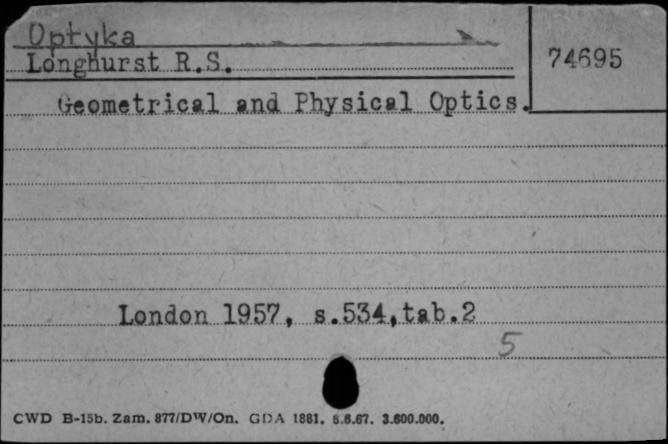 Optyka
Longhurst R.S.
74695
Geometrical and Physical Optics.
London 1957, s.534,tab.2
5
CWD B-15b. Zam. 877/DW/On. GDA 1881. 8.6.67. 3.600.000.